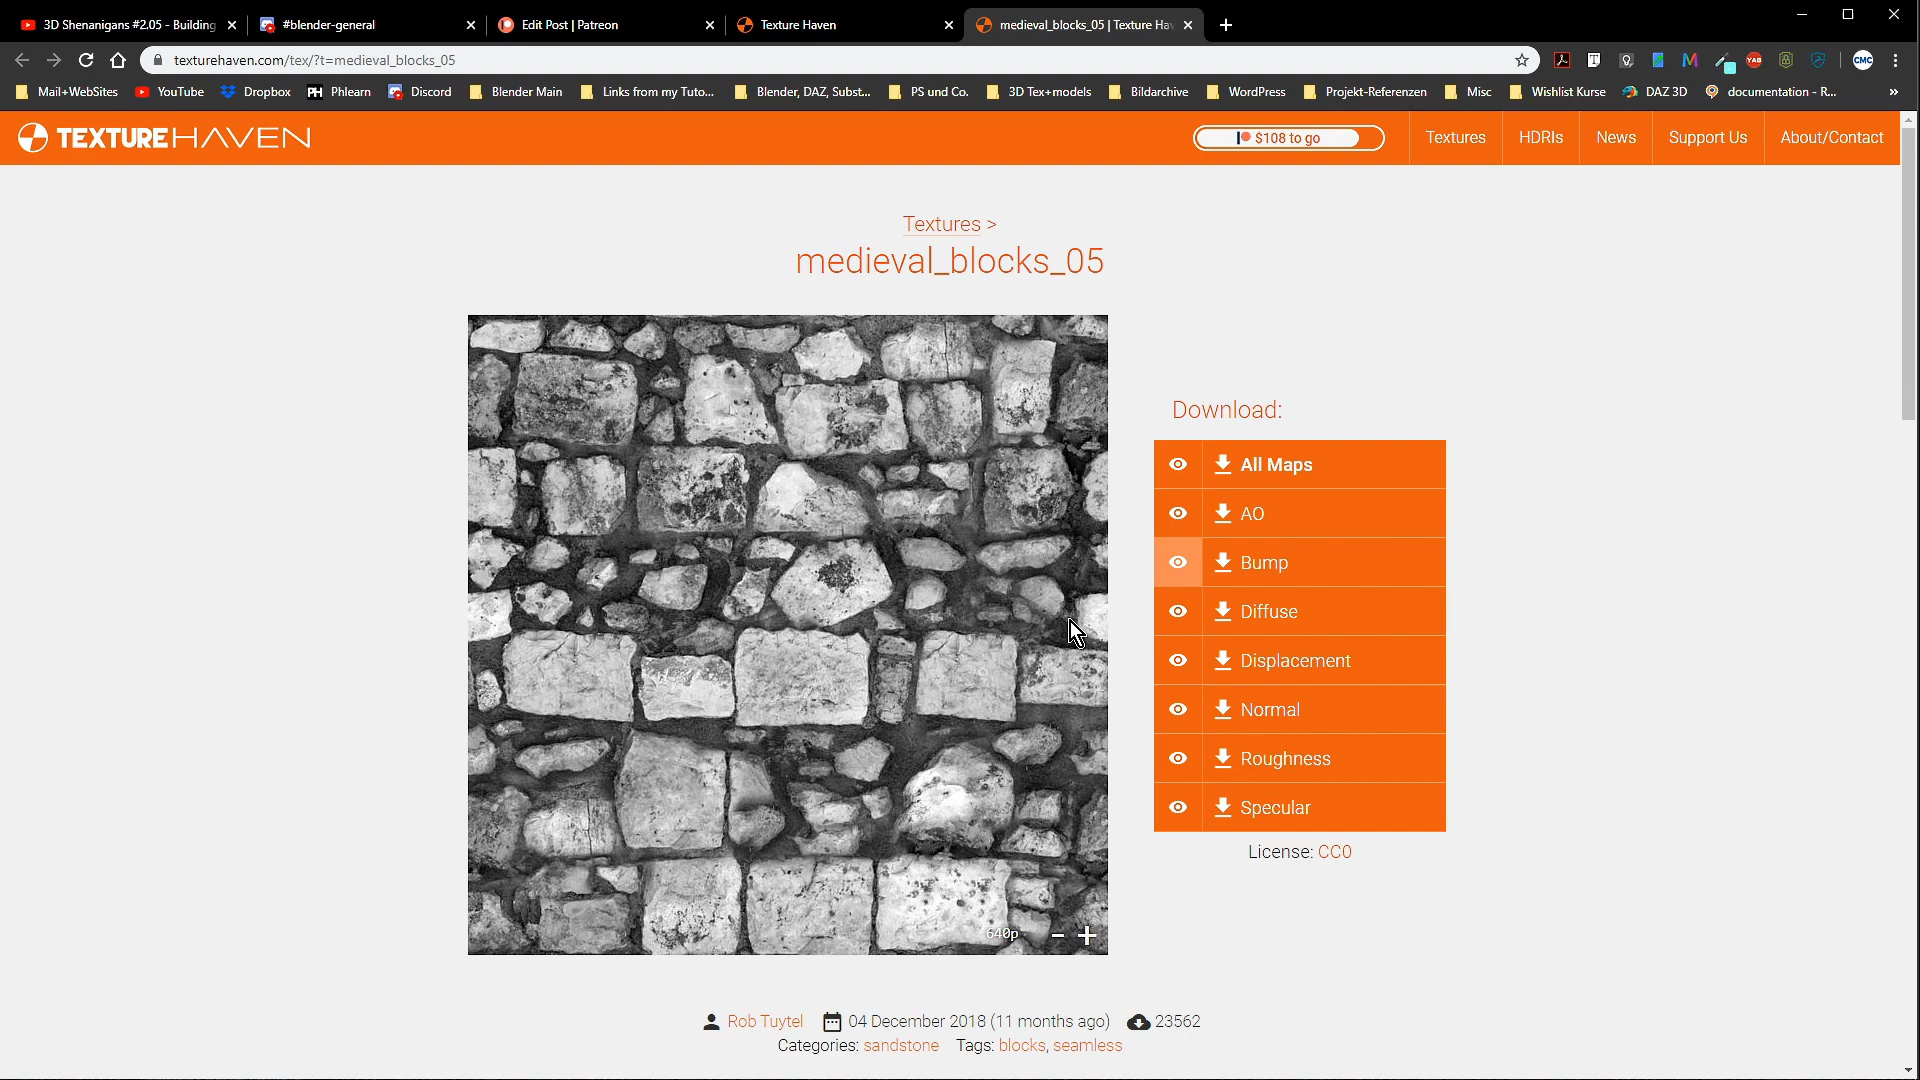 3D Shenanigans #2.05 - Building
#blender-general
Edit Post | Patreon
Texture Haven
medieval_blocks_05 | Texture Hav
texturehaven.com/tex/?t=medieval_blocks_05
Mail+WebSites
YouTube
Dropbox
PH Phlearn
Discord
Blender Main
Links from my Tuto...
Blender, DAZ, Subst...
PS und Co.
3D Tex+models
Bildarchive
WordPress
Projekt-Referenzen
Misc
Wishlist Kurse
DAZ 3D
documentation - R...
»
TEXTUREHAVEN
$108 to go
Textures
HDRIs
News
Support Us
About/Contact
Textures >
medieval_blocks_05
Download:
All Maps
AO
Bump
Diffuse
Displacement
Normal
Roughness
Specular
License: CC0
640p
Rob Tuytel 04 December 2018 (11 months ago) 23562
Categories: sandstone Tags: blocks, seamless